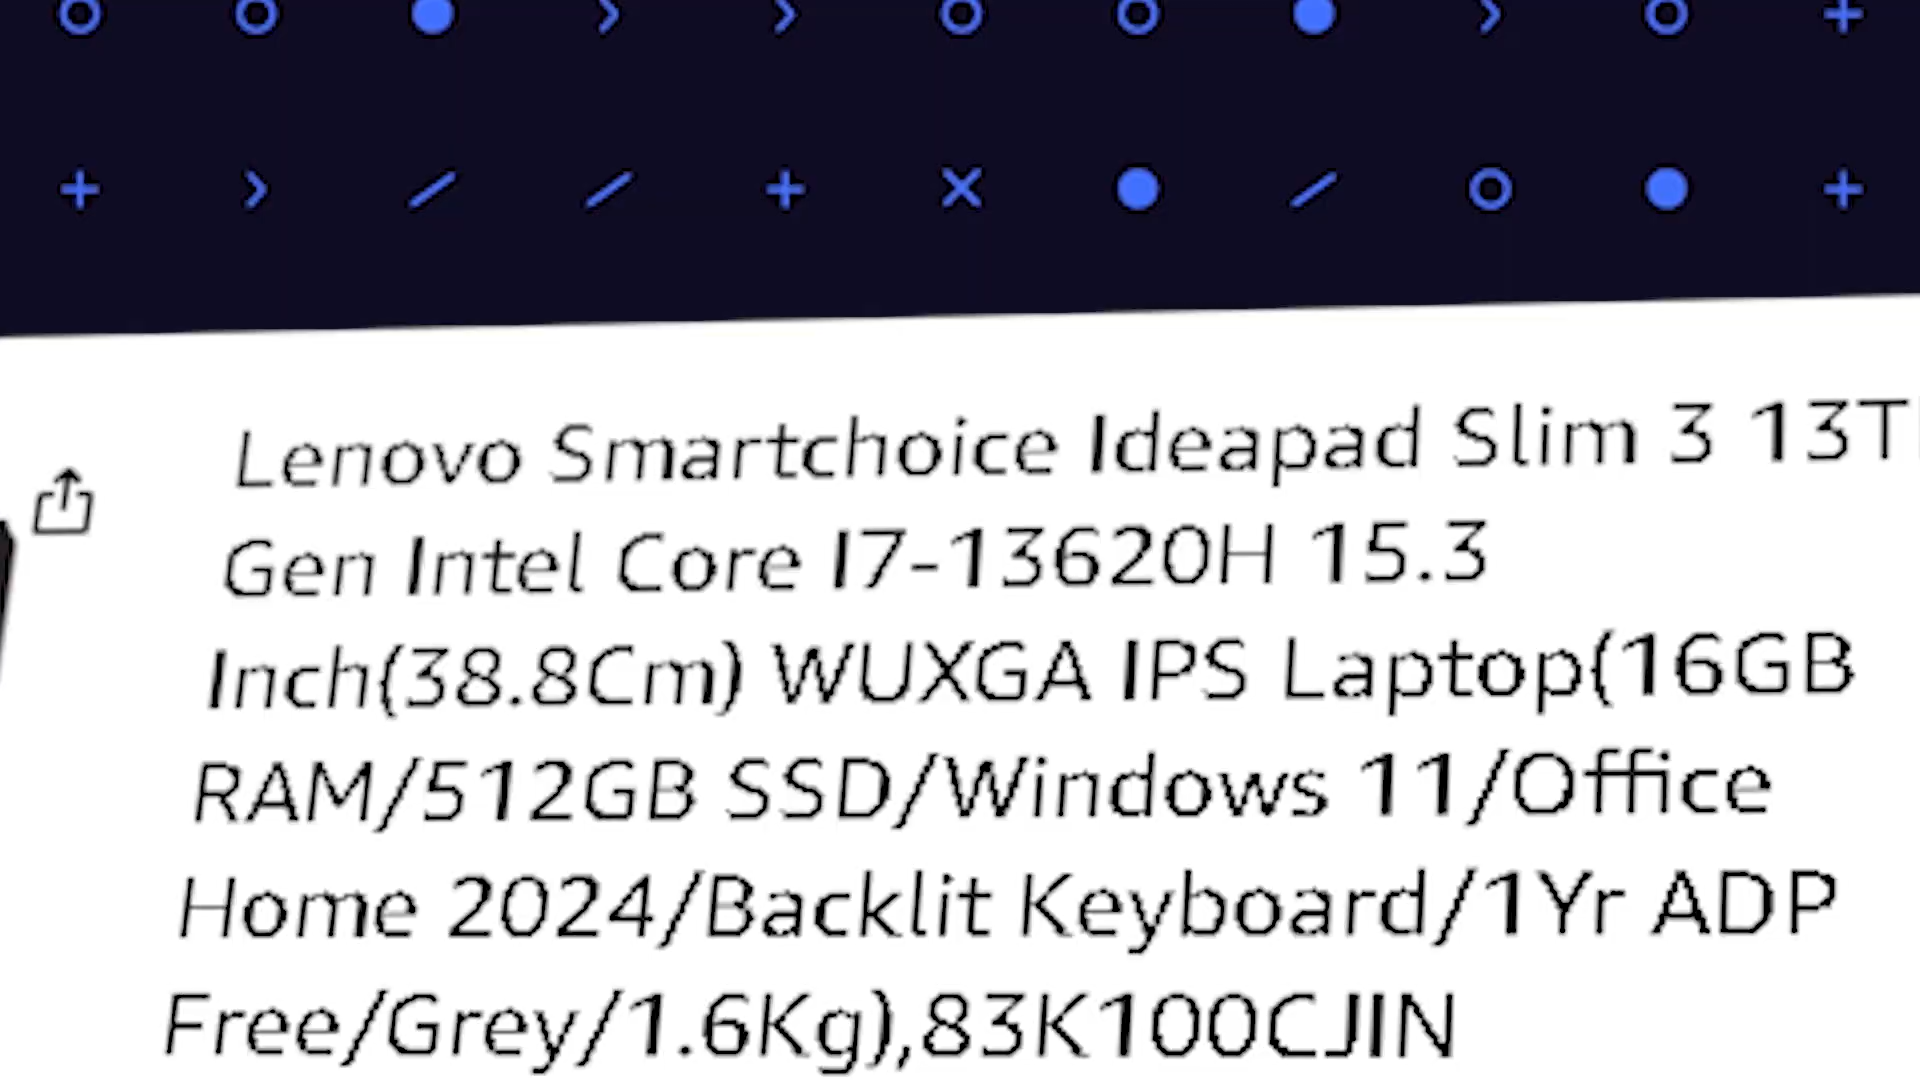 Lenovo Smartchoice Ideapad Slim 3 13T
Gen Intel Core I7-13620H 15.3
Inch(38.8Cm) WUXGA IPS Laptop(16GB
RAM/512GB SSD/Windows 11/Office
Home 2024/Backlit Keyboard/1Yr ADP
Free/Grey/1.6Kg),83K100CJIN